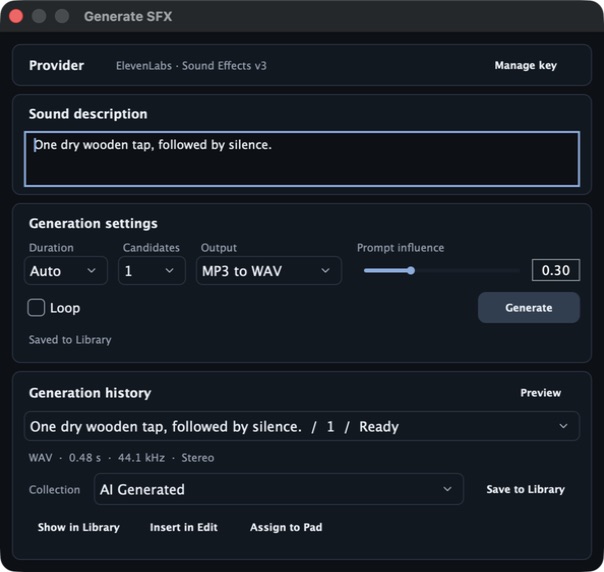 Generate SFX
Provider ElevenLabs · Sound Effects v3 Manage key
Sound description
One dry wooden tap, followed by silence.
Generation settings
Duration Candidates Output Prompt influence
Auto 1 MP3 to WAV 0.30
Loop Generate
Saved to Library
Generation history Preview
One dry wooden tap, followed by silence. / 1 / Ready
WAV · 0.48 s · 44.1 kHz · Stereo
Collection AI Generated Save to Library
Show in Library Insert in Edit Assign to Pad